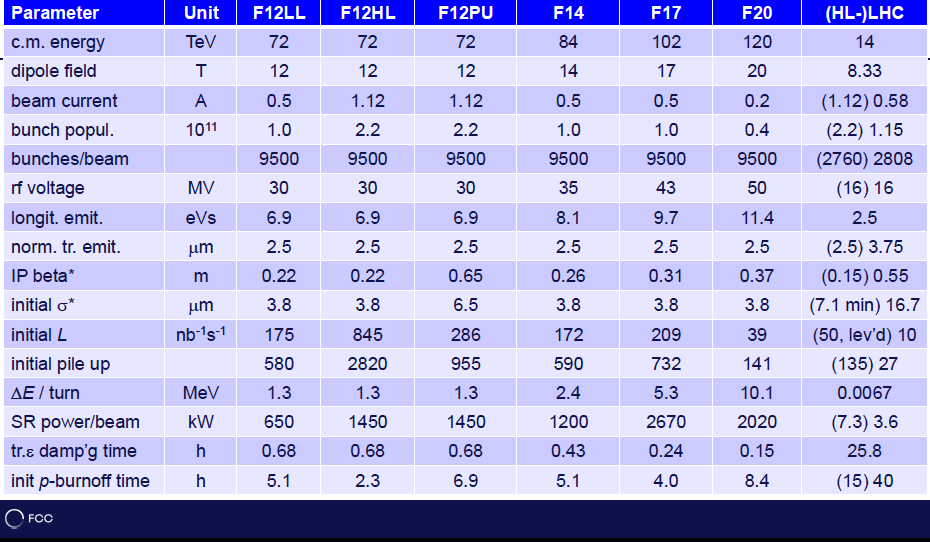 Parameter Unit F12LL F12HL F12PU F14 F17 F20 (HL-)LHC
c.m. energy TeV 72 72 72 84 102 120 14
dipole field T 12 12 12 14 17 20 8.33
beam current A 0.5 1.12 1.12 0.5 0.5 0.2 (1.12) 0.58
bunch popul. 10¹¹ 1.0 2.2 2.2 1.0 1.0 0.4 (2.2) 1.15
bunches/beam 9500 9500 9500 9500 9500 9500 (2760) 2808
rf voltage MV 30 30 30 35 43 50 (16) 16
longit. emit. eVs 6.9 6.9 6.9 8.1 9.7 11.4 2.5
norm. tr. emit. μm 2.5 2.5 2.5 2.5 2.5 2.5 (2.5) 3.75
IP beta* m 0.22 0.22 0.65 0.26 0.31 0.37 (0.15) 0.55
initial σ* μm 3.8 3.8 6.5 3.8 3.8 3.8 (7.1 min) 16.7
initial L nb⁻¹s⁻¹ 175 845 286 172 209 39 (50, lev'd) 10
initial pile up 580 2820 955 590 732 141 (135) 27
ΔE / turn MeV 1.3 1.3 1.3 2.4 5.3 10.1 0.0067
SR power/beam kW 650 1450 1450 1200 2670 2020 (7.3) 3.6
tr.ε damp'g time h 0.68 0.68 0.68 0.43 0.24 0.15 25.8
init p-burnoff time h 5.1 2.3 6.9 5.1 4.0 8.4 (15) 40
FCC